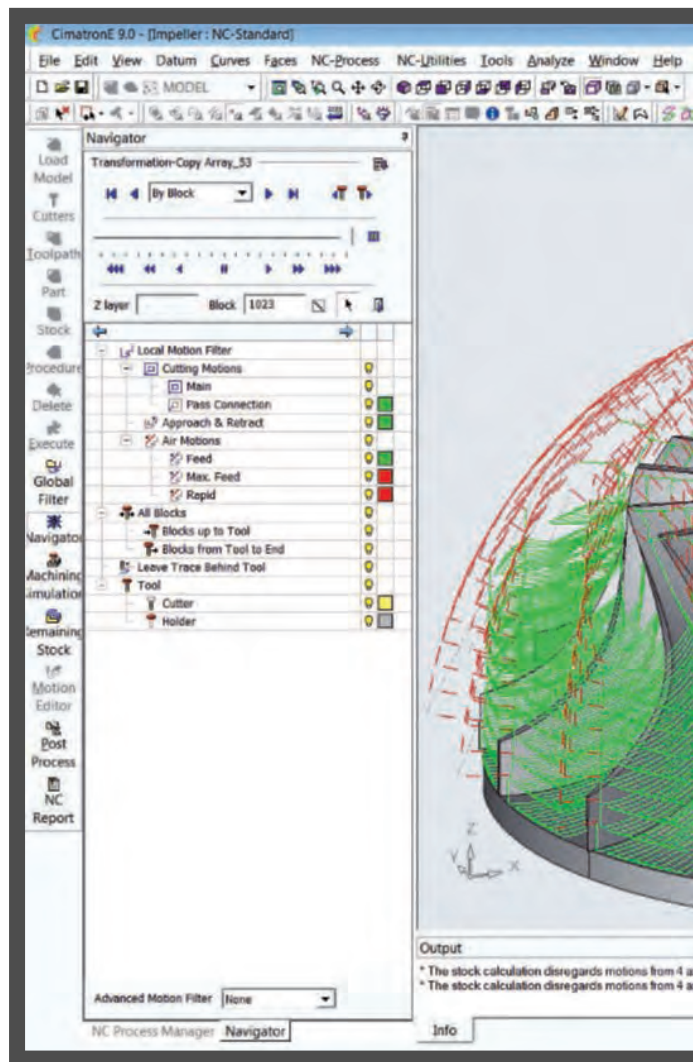 CimatronE 9.0 - [Impeller : NC-Standard]
File Edit View Datum Curves Faces NC-Process NC-Utilities Tools Analyze Window Help
MODEL
Load
Model
Cutters
Toolpath
Part
Stock
Procedure
Delete
Execute
Global
Filter
Navigator
Machining
Simulation
Remaining
Stock
Motion
Editor
Post
Process
NC
Report
Navigator
Transformation-Copy Array_53
By Block
Z layer
Block 1023
Local Motion Filter
Cutting Motions
Main
Pass Connection
Approach & Retract
Air Motions
Feed
Max. Feed
Rapid
All Blocks
Blocks up to Tool
Blocks from Tool to End
Leave Trace Behind Tool
Tool
Cutter
Holder
Advanced Motion Filter None
NC Process Manager Navigator
Z
Y X
Output
* The stock calculation disregards motions from 4 a
* The stock calculation disregards motions from 4 a
Info